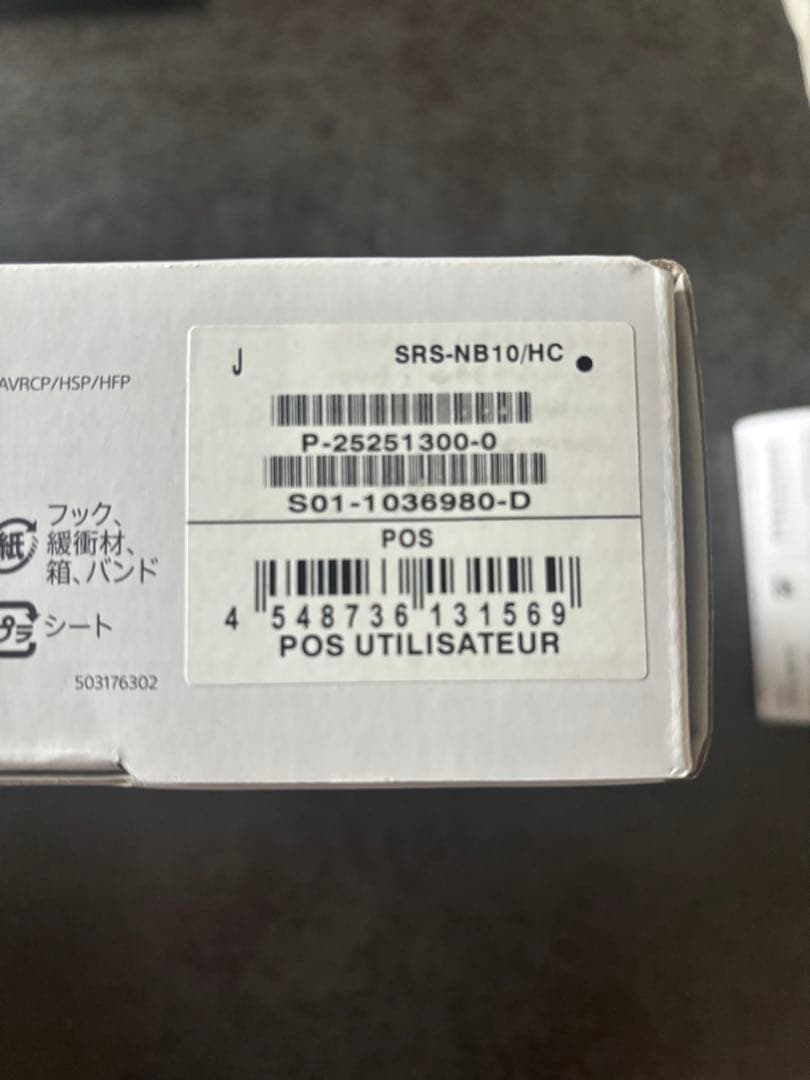 AVRCP/HSP/HFP
紙
フック、
緩衝材、
箱、バンド
プラ
シート
503176302
J
SRS-NB10/HC
P-25251300-0
S01-1036980-D
POS
4 548736 131569
POS UTILISATEUR